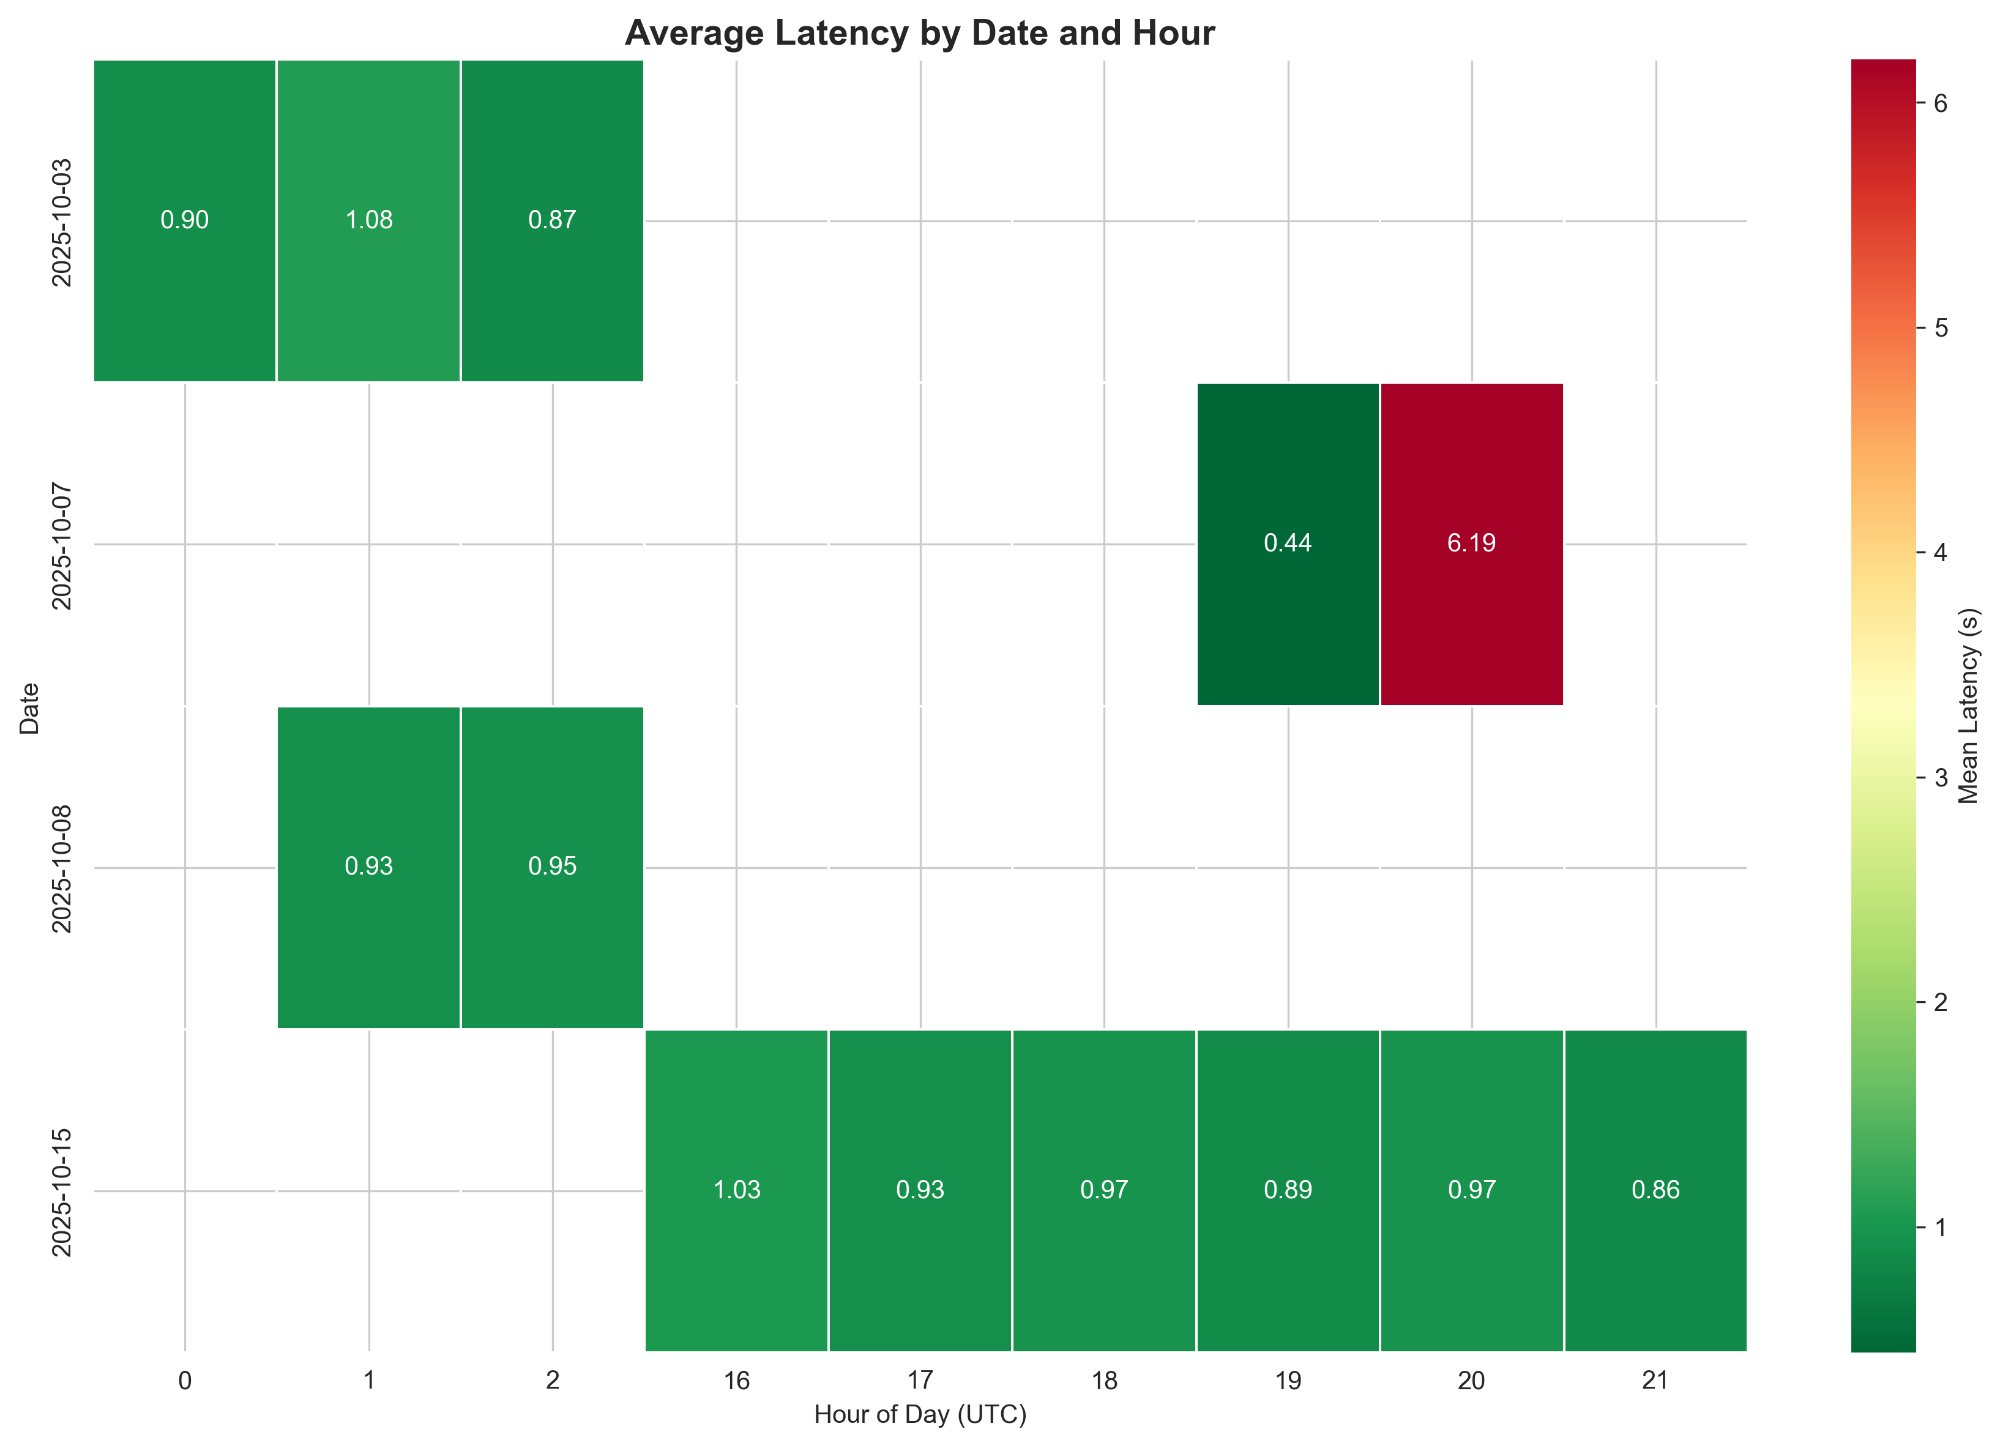 Average Latency by Date and Hour
2025-10-03
0.90 1.08 0.87
2025-10-07
0.44 6.19
2025-10-08
0.93 0.95
2025-10-15
1.03 0.93 0.97 0.89 0.97 0.86
Date
0 1 2 16 17 18 19 20 21
Hour of Day (UTC)
6
5
4
3
2
1
Mean Latency (s)